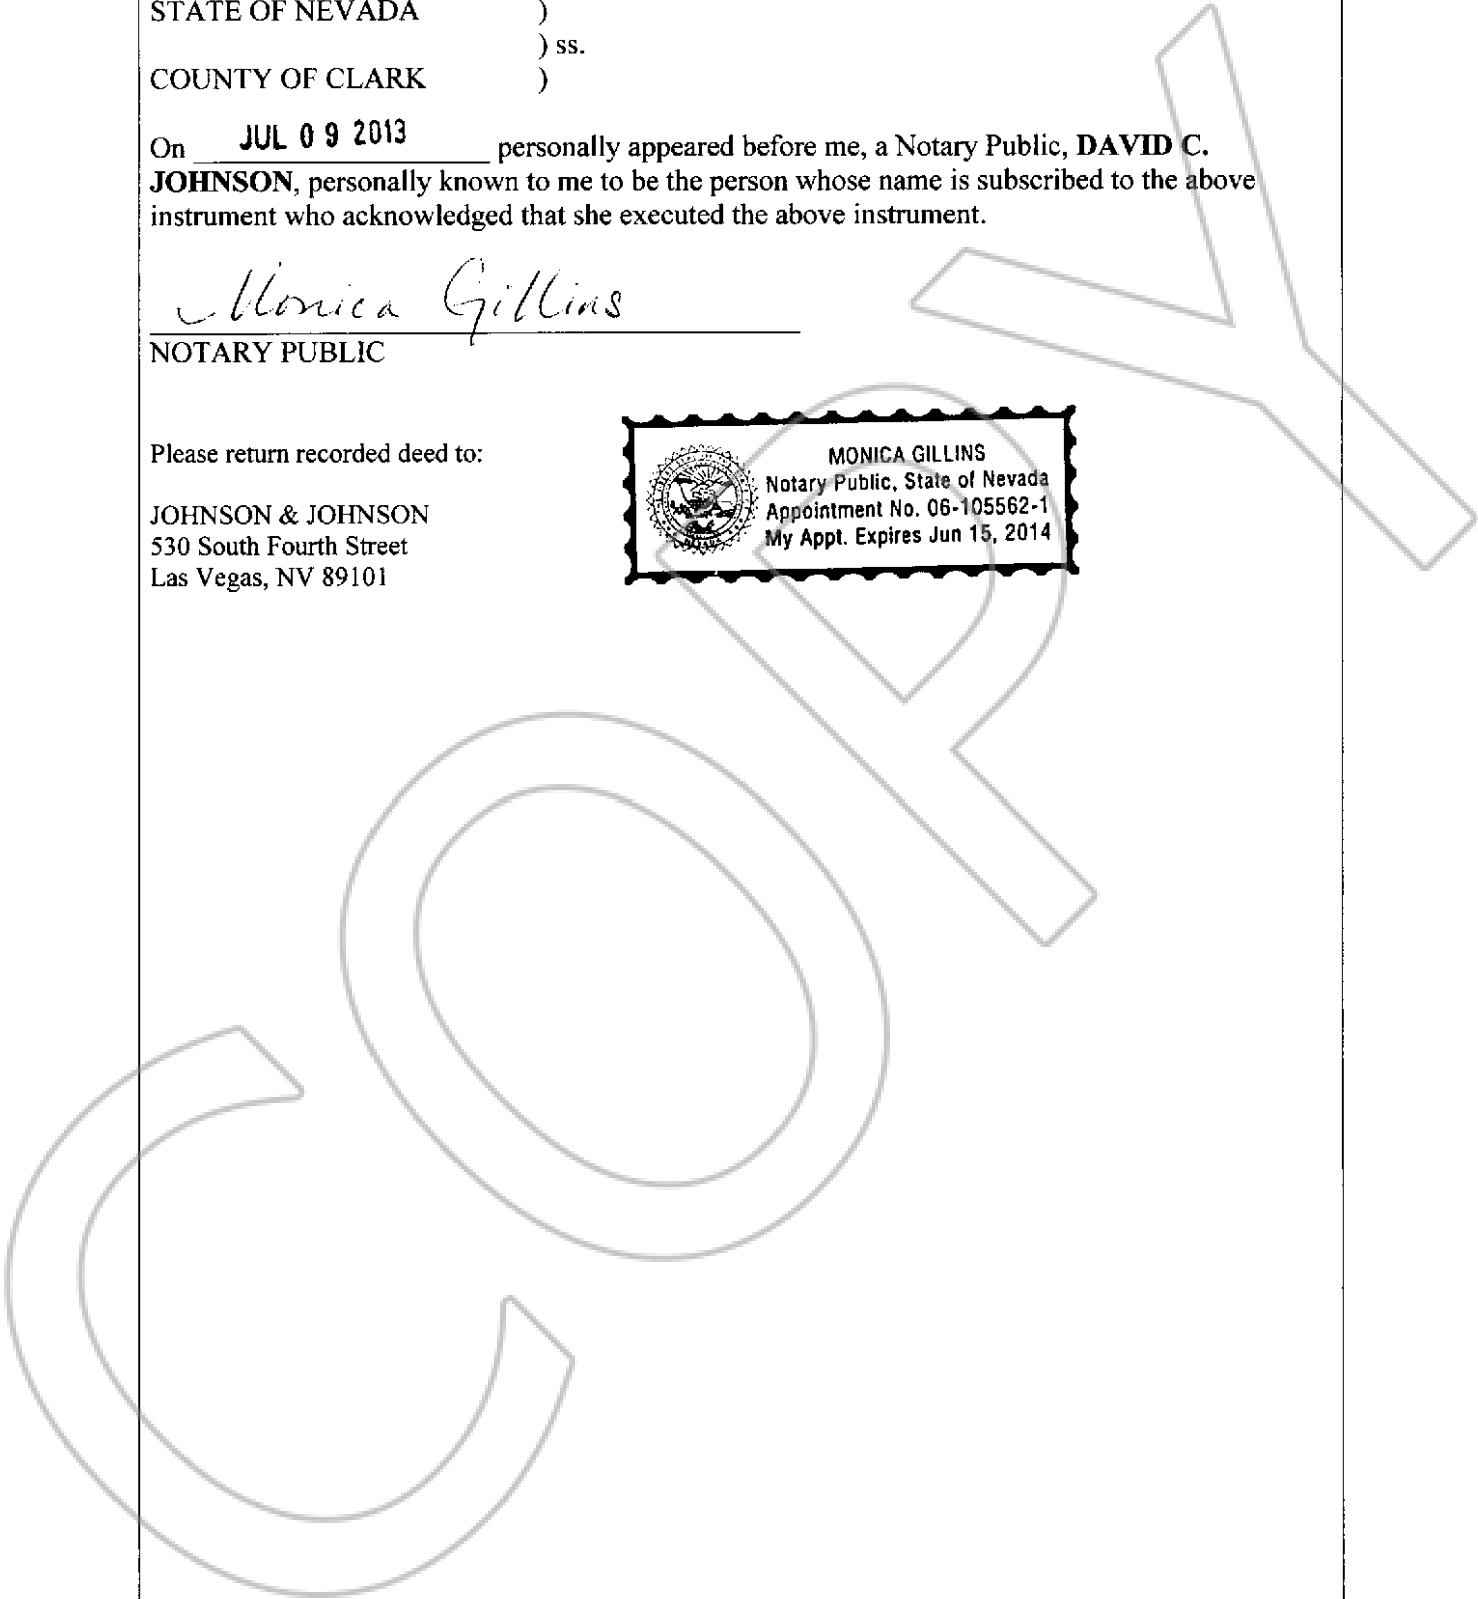 STATE OF NEVADA )
) ss.
COUNTY OF CLARK )
On JUL 09 2013 personally appeared before me, a Notary Public, DAVID C.
JOHNSON, personally known to me to be the person whose name is subscribed to the above
instrument who acknowledged that she executed the above instrument.
Monica Gillins
NOTARY PUBLIC
Please return recorded deed to:
JOHNSON & JOHNSON
530 South Fourth Street
Las Vegas, NV 89101
MONICA GILLINS
Notary Public, State of Nevada
Appointment No. 06-105562-1
My Appt. Expires Jun 15, 2014
COPY